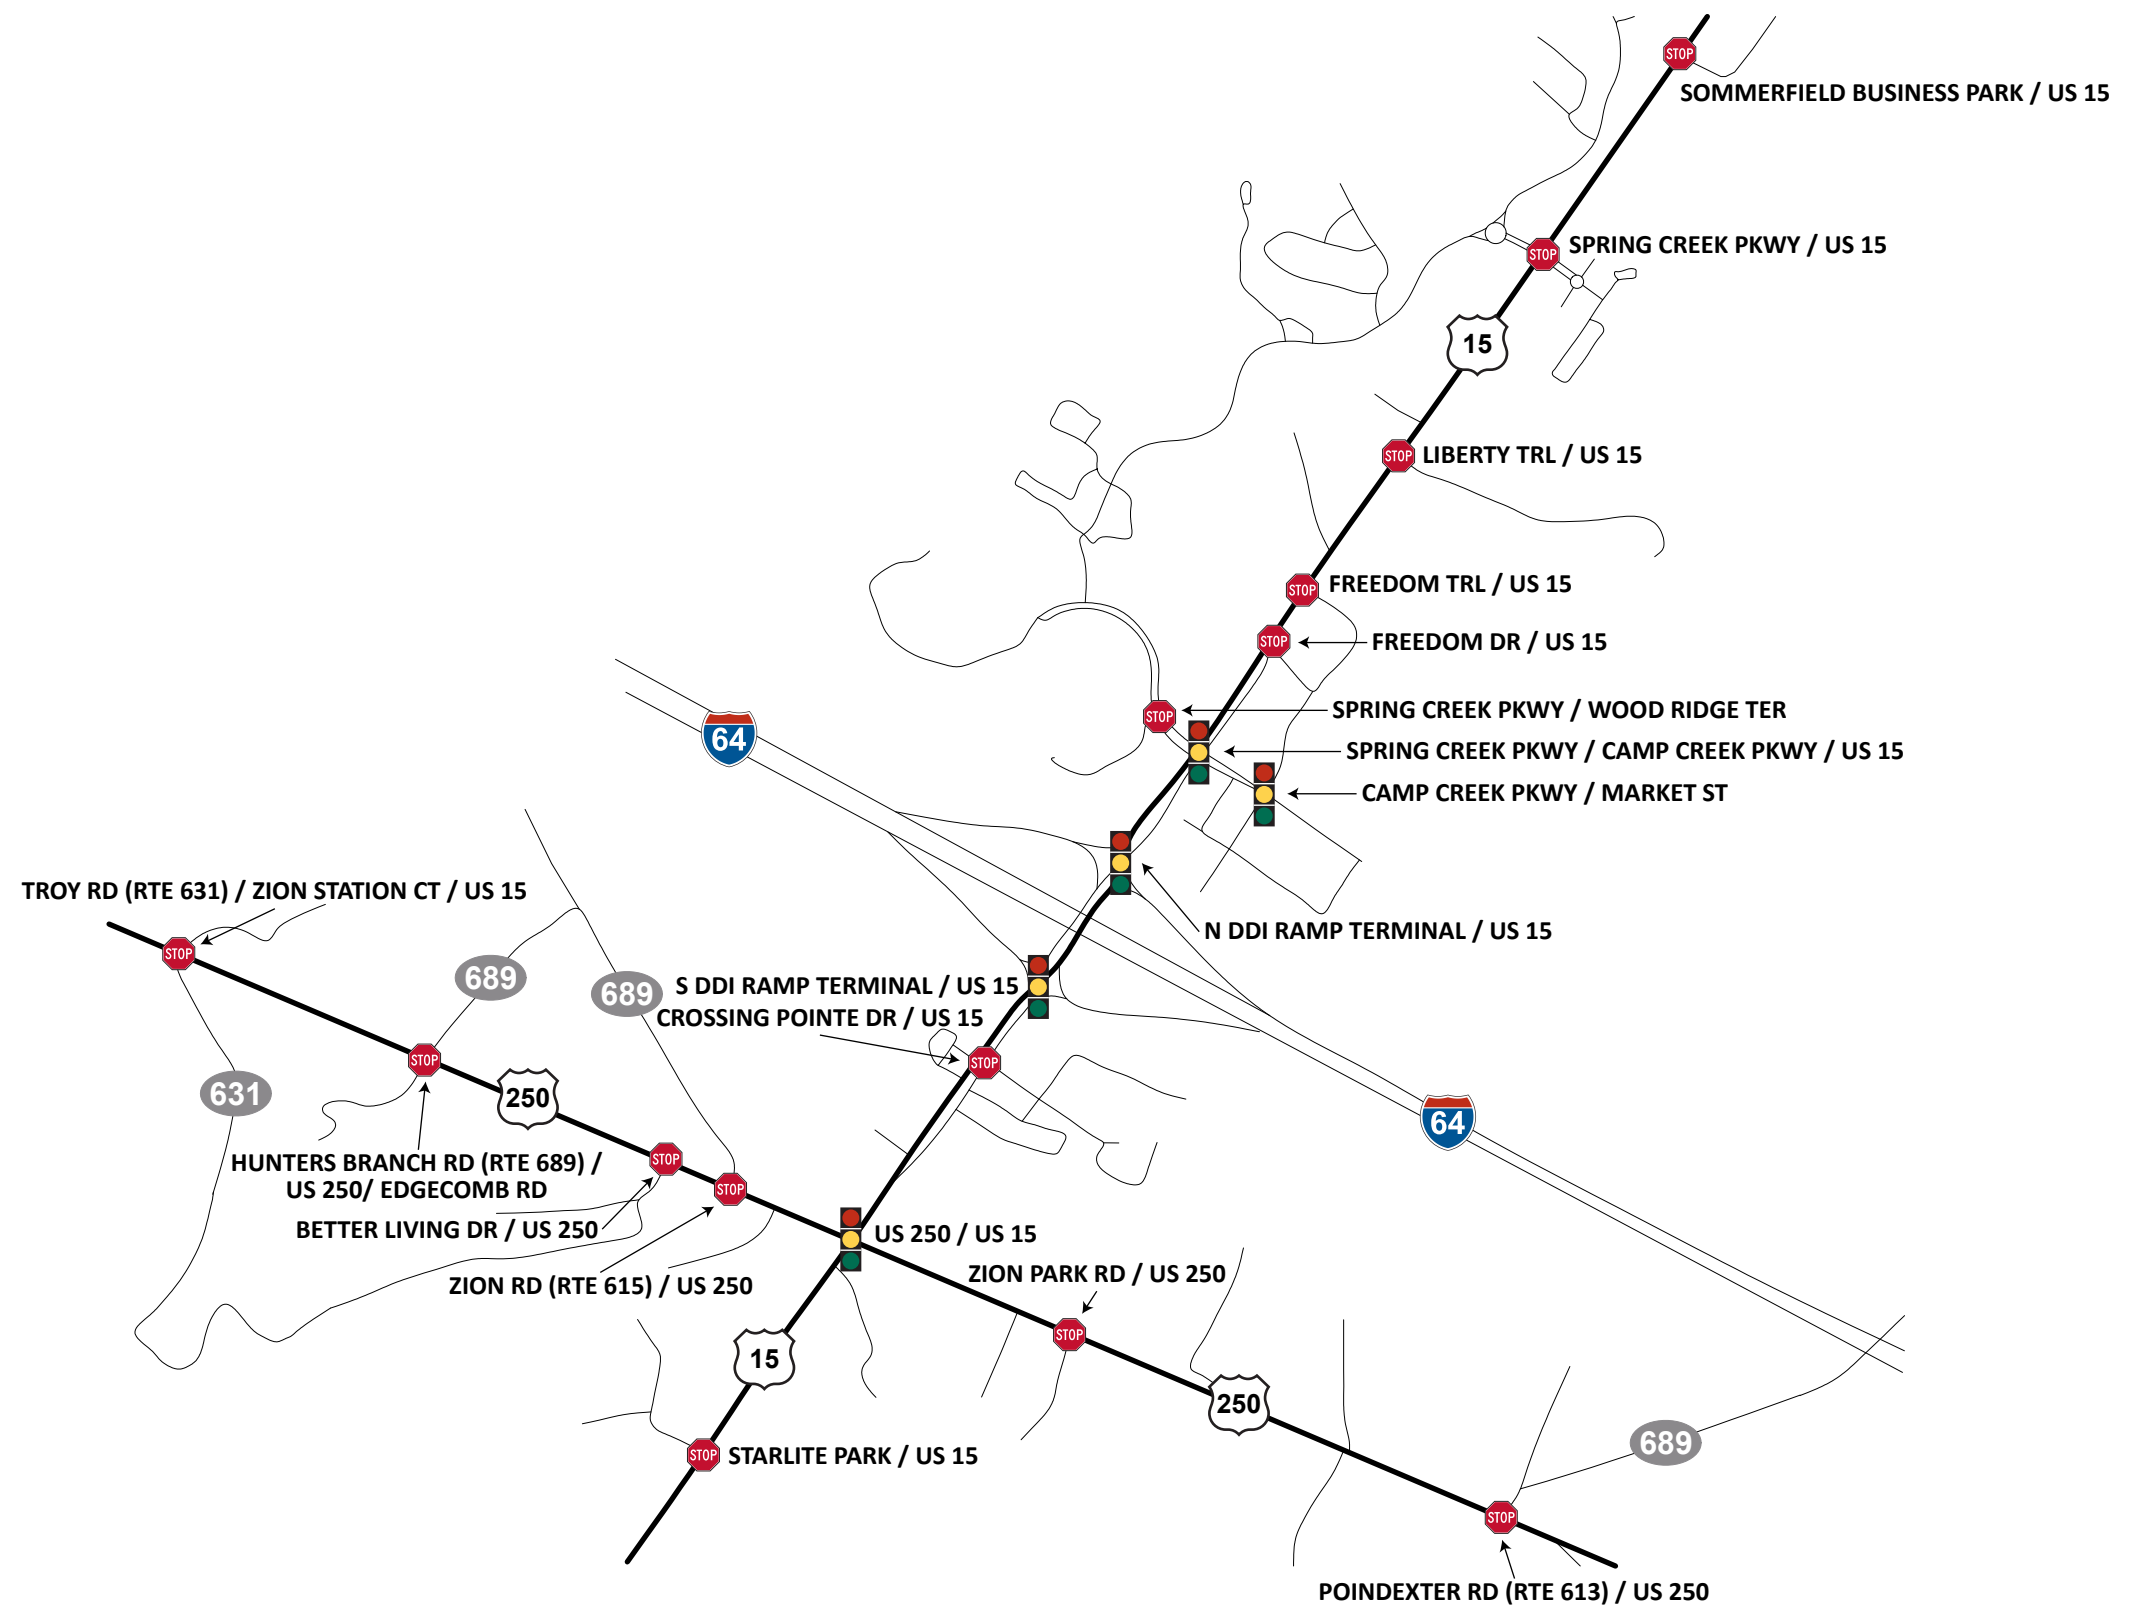 STOP
SOMMERFIELD BUSINESS PARK / US 15
STOP
SPRING CREEK PKWY / US 15
15
STOP
LIBERTY TRL / US 15
STOP
FREEDOM TRL / US 15
STOP
FREEDOM DR / US 15
STOP
SPRING CREEK PKWY / WOOD RIDGE TER
64
SPRING CREEK PKWY / CAMP CREEK PKWY / US 15
CAMP CREEK PKWY / MARKET ST
TROY RD (RTE 631) / ZION STATION CT / US 15
STOP
N DDI RAMP TERMINAL / US 15
689
689
S DDI RAMP TERMINAL / US 15
CROSSING POINTE DR / US 15
STOP
STOP
631
250
64
HUNTERS BRANCH RD (RTE 689) /
US 250/ EDGECOMB RD
STOP
STOP
BETTER LIVING DR / US 250
US 250 / US 15
ZION RD (RTE 615) / US 250
ZION PARK RD / US 250
STOP
15
250
689
STOP
STARLITE PARK / US 15
STOP
POINDEXTER RD (RTE 613) / US 250